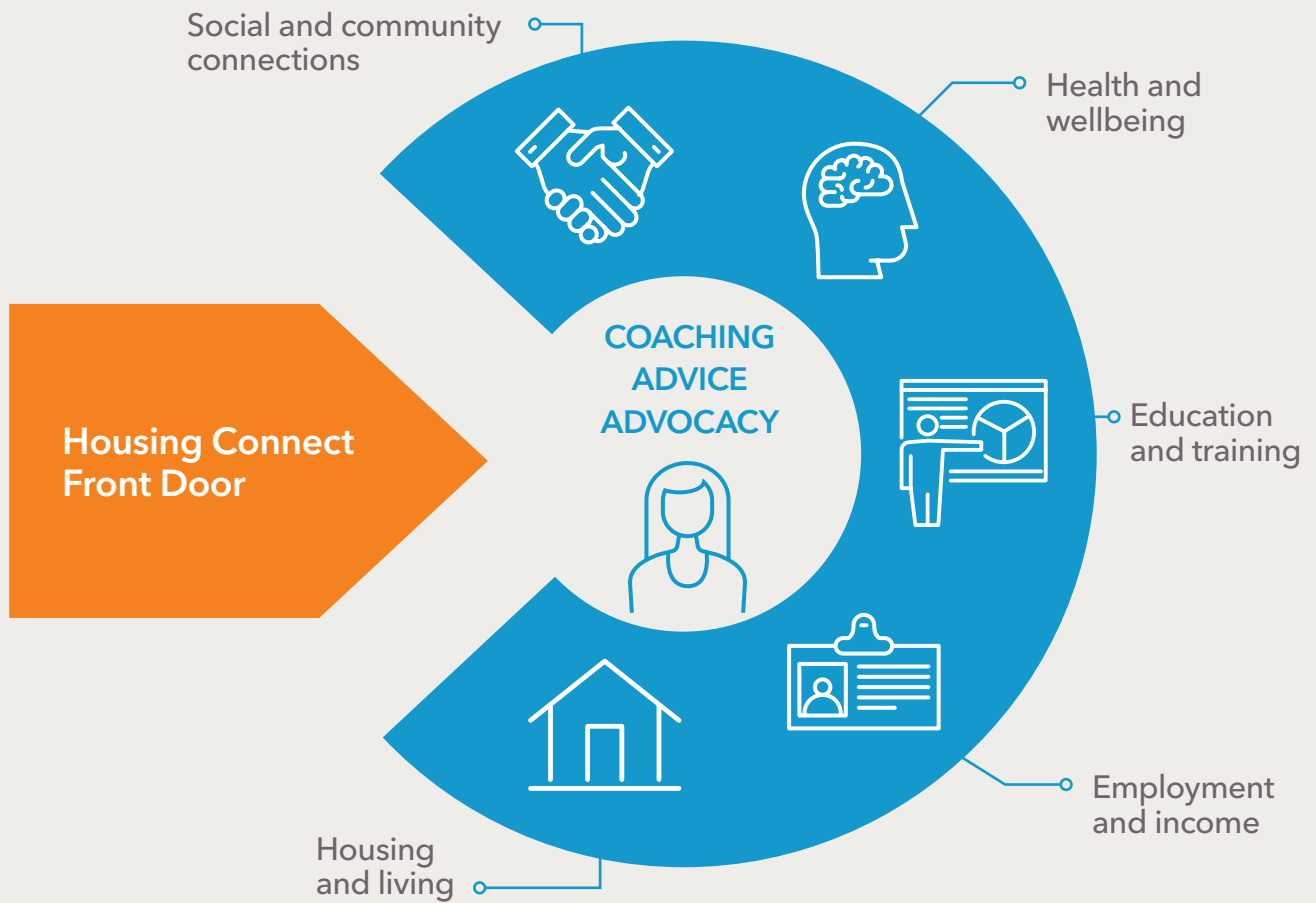 Social and community
connections
Health and
wellbeing
COACHING
ADVICE
ADVOCACY
Housing Connect
Front Door
Education
and training
Employment
and income
Housing
and living